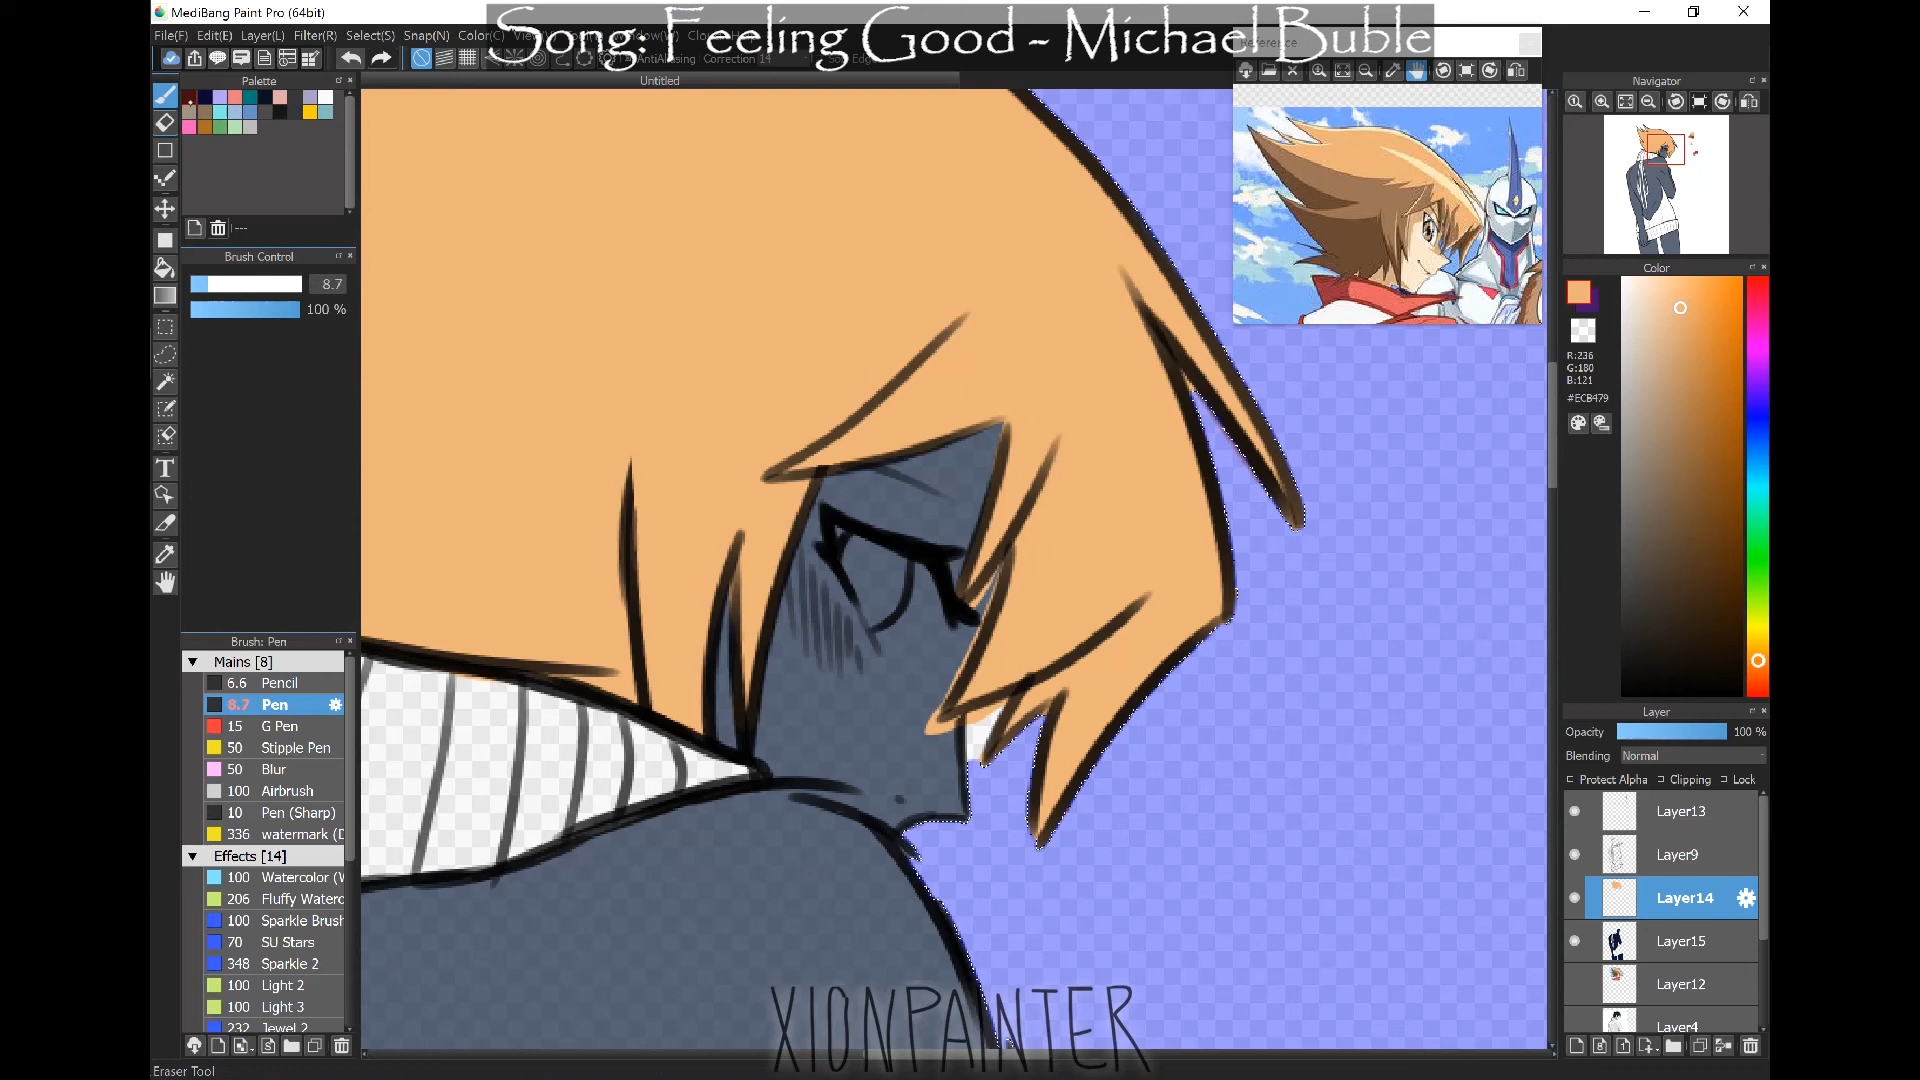 MediBang Paint Pro (64bit)
Song: Feeling Good ~ Michael Buble
File(F) Edit(E) Layer(L) Filter(R) Select(S) Snap(N) Color(C)
AntiAliasing Correction 14
Reference
Palette
Untitled
Navigator
---
Brush Control
8.7
100 %
Color
R:236
G:180
B:121
#ECB479
Brush: Pen
Mains [8]
6.6 Pencil
8.7 Pen
15 G Pen
50 Stipple Pen
50 Blur
100 Airbrush
10 Pen (Sharp)
336 watermark (D
Effects [14]
100 Watercolor (W
206 Fluffy Waterc
100 Sparkle Brush
70 SU Stars
348 Sparkle 2
100 Light 2
100 Light 3
232 Jewel 2
Layer
Opacity 100 %
Blending Normal
Protect Alpha Clipping Lock
Layer13
Layer9
Layer14
Layer15
Layer12
Layer4
XIONPAINTER
Eraser Tool